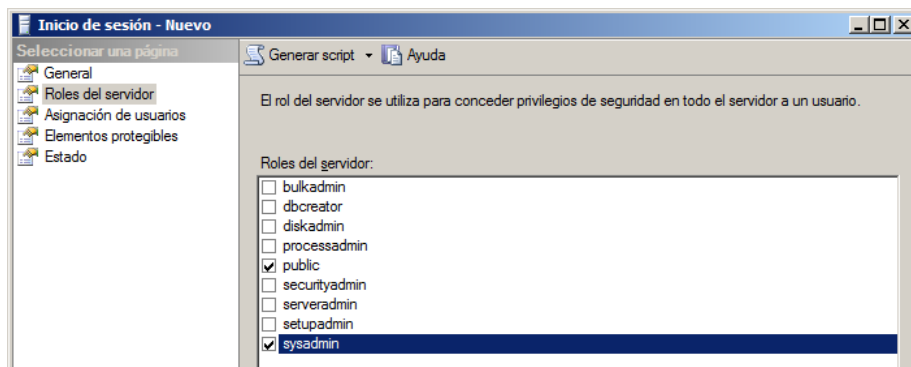 Inicio de sesión - Nuevo
Seleccionar una página
General
Roles del servidor
Asignación de usuarios
Elementos protegibles
Estado
Generar script Ayuda
El rol del servidor se utiliza para conceder privilegios de seguridad en todo el servidor a un usuario.
Roles del servidor:
bulkadmin
dbcreator
diskadmin
processadmin
public
securityadmin
serveradmin
setupadmin
sysadmin